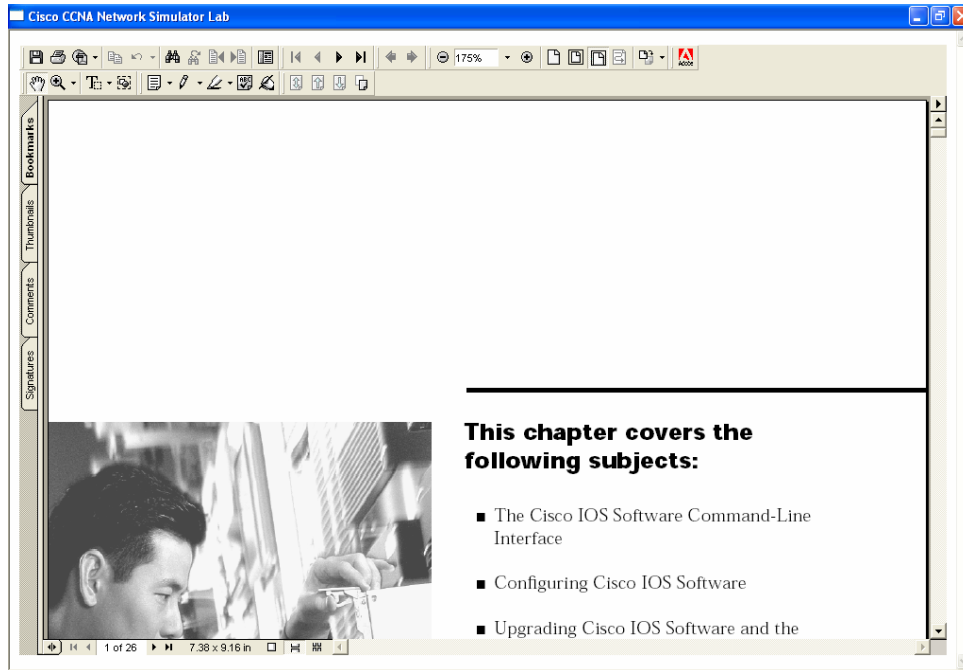 Cisco CCNA Network Simulator Lab
175%
Adobe
Bookmarks
Thumbnails
Comments
Signatures
This chapter covers the
following subjects:
■ The Cisco IOS Software Command-Line
Interface
■ Configuring Cisco IOS Software
■ Upgrading Cisco IOS Software and the
1 of 26
7.38 x 9.16 in